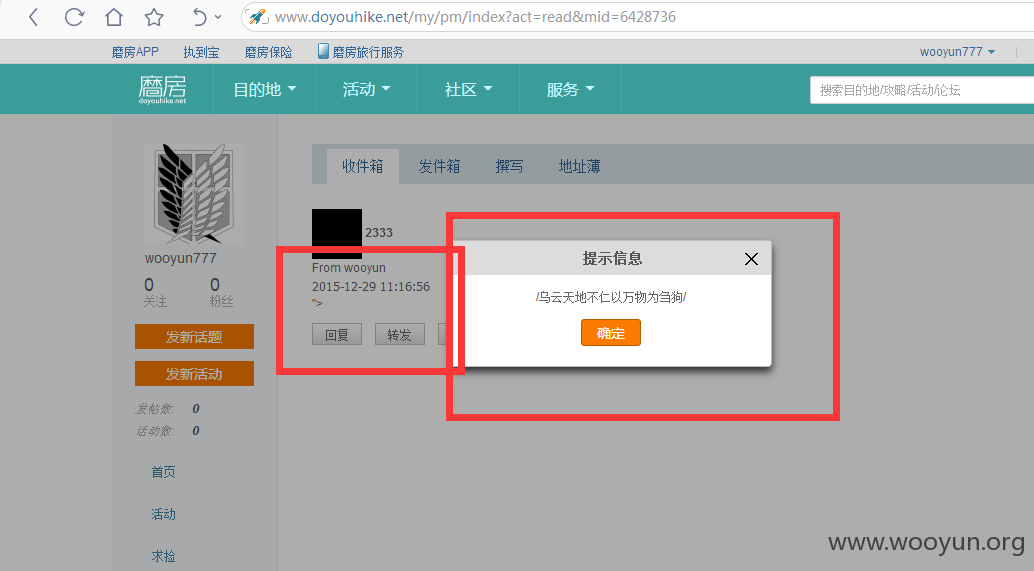 www.doyouhike.net/my/pm/index?act=read&mid=6428736
磨房APP 执到宝 磨房保险 磨房旅行服务 wooyun777
磨房
doyouhike.net
目的地 活动 社区 服务 搜索目的地/攻略/活动/论坛
收件箱 发件箱 撰写 地址薄
2333
From wooyun
2015-12-29 11:16:56
">
回复 转发
提示信息
/乌云天地不仁以万物为刍狗/
确定
wooyun777
0 0
关注 粉丝
发新话题
发新活动
发帖数: 0
活动数: 0
首页
活动
求捡
www.wooyun.org